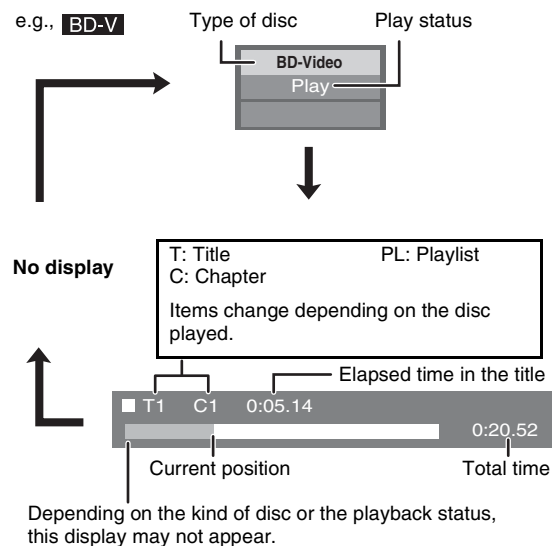 e.g., BD-V
Type of disc
Play status
BD-Video
Play
No display
T: Title PL: Playlist
C: Chapter
Items change depending on the disc
played.
Elapsed time in the title
T1 C1 0:05.14
0:20.52
Current position
Total time
Depending on the kind of disc or the playback status,
this display may not appear.